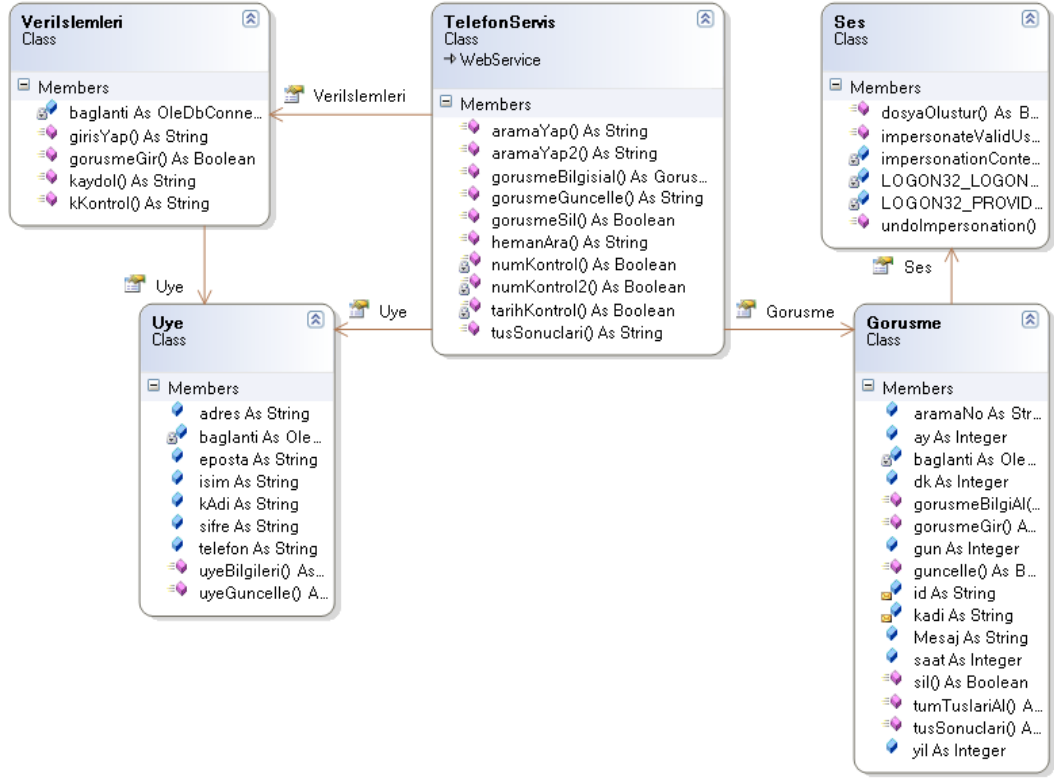 VeriIslemleri
Class
Members
baglanti As OleDbConne...
girisYap() As String
gorusmeGir() As Boolean
kaydol() As String
kKontrol() As String
VeriIslemleri
TelefonServis
Class
WebService
Members
aramaYap() As String
aramaYap2() As String
gorusmeBilgisial() As Gorus...
gorusmeGuncelle() As String
gorusmeSil() As Boolean
hemanAra() As String
numKontrol() As Boolean
numKontrol2() As Boolean
tarihKontrol() As Boolean
tusSonuclari() As String
Ses
Class
Members
dosyaOlustur() As B...
impersonateValidUs...
impersonationConte...
LOGON32_LOGON...
LOGON32_PROVID...
undoImpersonation()
Uye
Uye
Gorusme
Ses
Uye
Class
Members
adres As String
baglanti As Ole...
eposta As String
isim As String
kAdi As String
sifre As String
telefon As String
uyeBilgileri() As...
uyeGuncelle() A...
Gorusme
Class
Members
aramaNo As Str...
ay As Integer
baglanti As Ole...
dk As Integer
gorusmeBilgiAl(...
gorusmeGir() A...
gun As Integer
guncelle() As B...
id As String
kadi As String
Mesaj As String
saat As Integer
sil() As Boolean
tumTuslariAl() A...
tusSonuclari() A...
yil As Integer